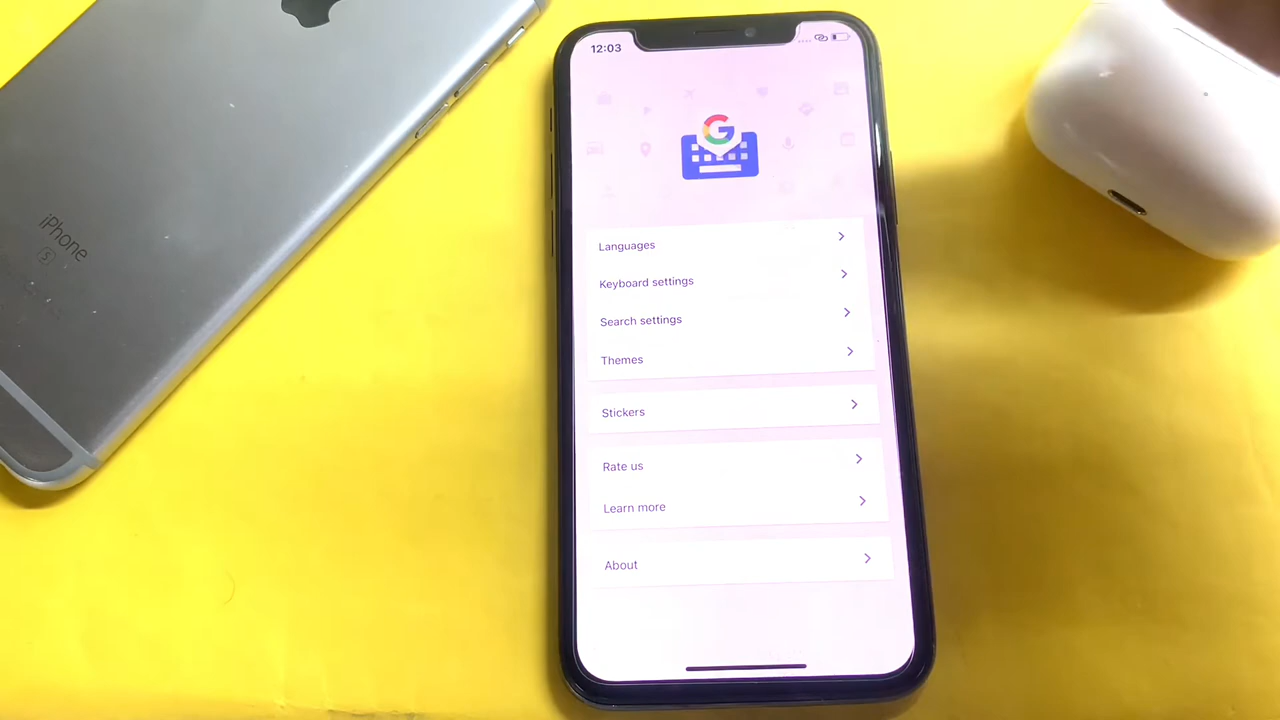 12:03
G
Languages
Keyboard settings
Search settings
Themes
Stickers
Rate us
Learn more
About
iPhone
S